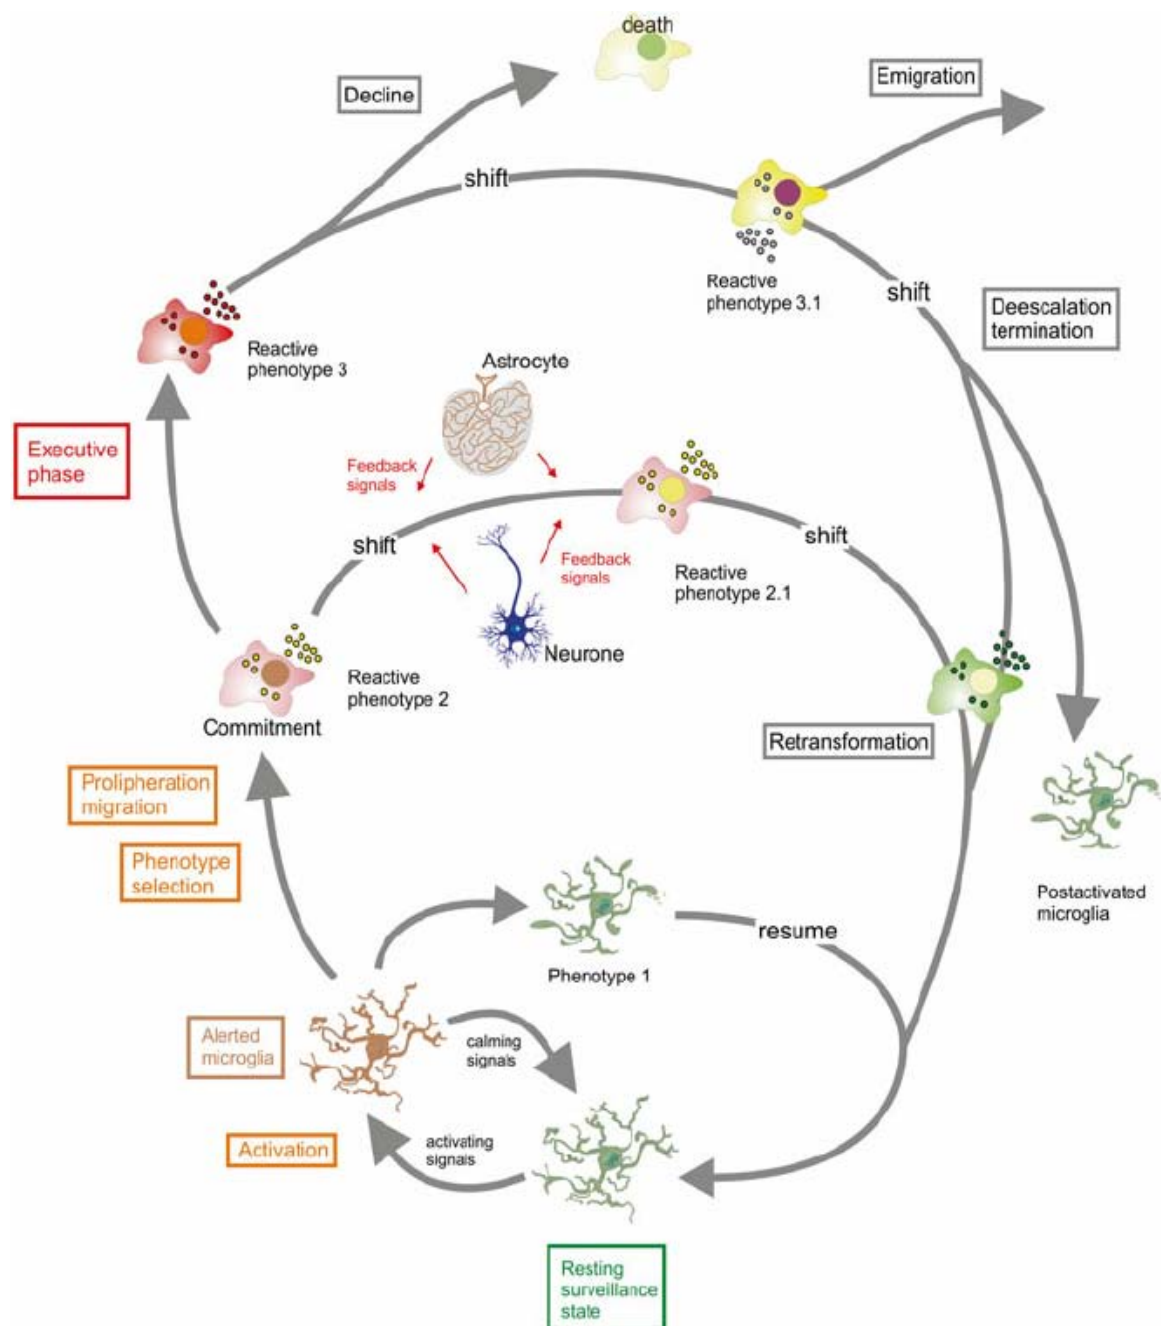 death
Decline
Emigration
shift
Reactive
phenotype 3.1
shift
Deescalation
termination
Reactive
phenotype 3
Astrocyte
Executive
phase
Feedback
signals
shift
Feedback
signals
shift
Reactive
phenotype 2.1
Neurone
Reactive
phenotype 2
Commitment
Retransformation
Prolipheration
migration
Phenotype
selection
Postactivated
microglia
resume
Phenotype 1
Alerted
microglia
calming
signals
Activation
activating
signals
Resting
surveillance
state